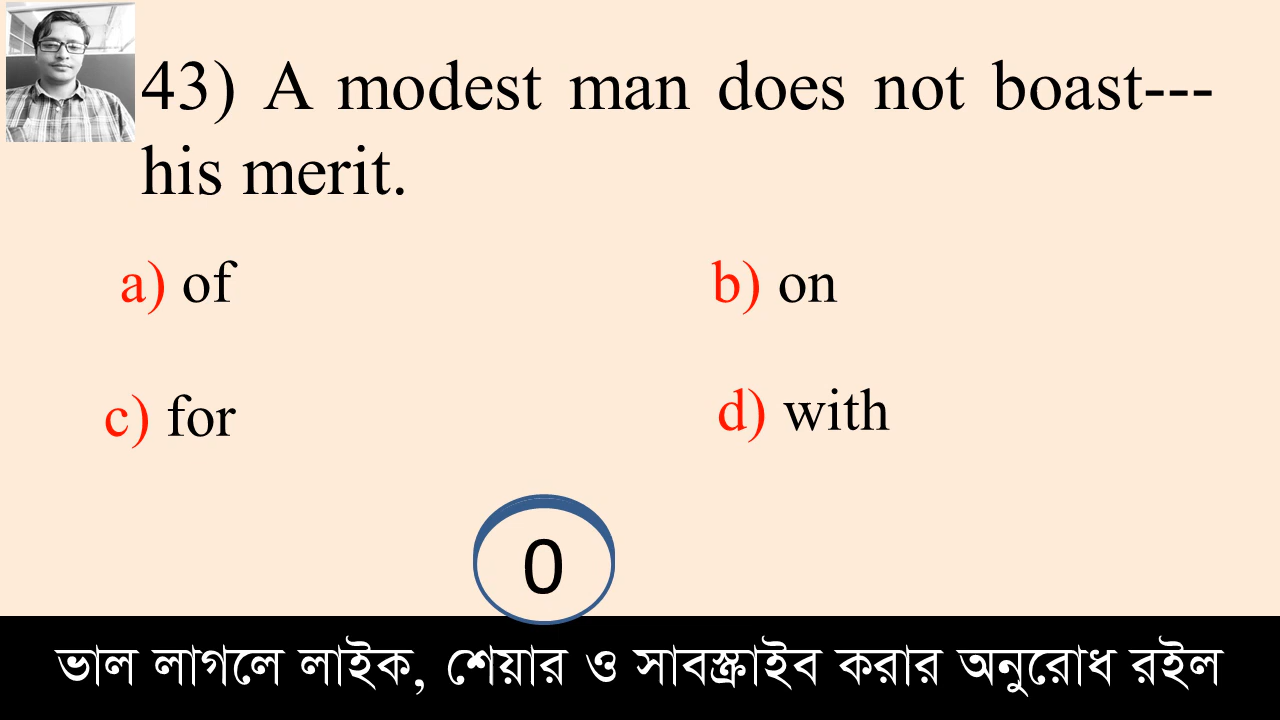 43) A modest man does not boast---
his merit.
a) of
b) on
c) for
d) with
0
ভাল লাগলে লাইক, শেয়ার ও সাবস্ক্রাইব করার অনুরোধ রইল